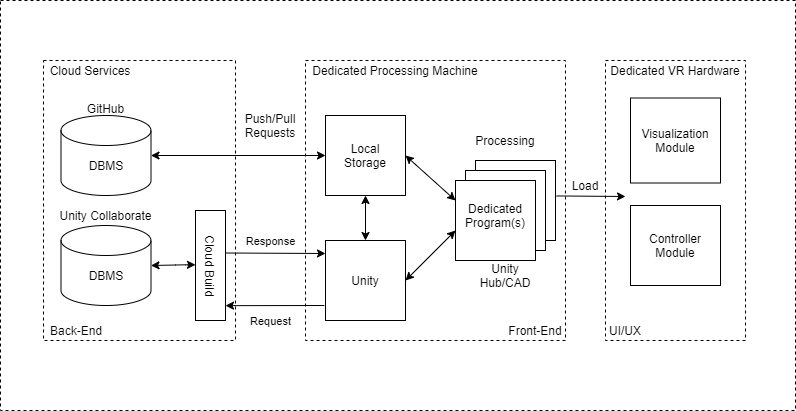 Cloud Services
GitHub
DBMS
Unity Collaborate
DBMS
Cloud Build
Back-End
Push/Pull
Requests
Response
Request
Dedicated Processing Machine
Local
Storage
Unity
Processing
Dedicated
Program(s)
Unity
Hub/CAD
Front-End
Load
Dedicated VR Hardware
Visualization
Module
Controller
Module
UI/UX